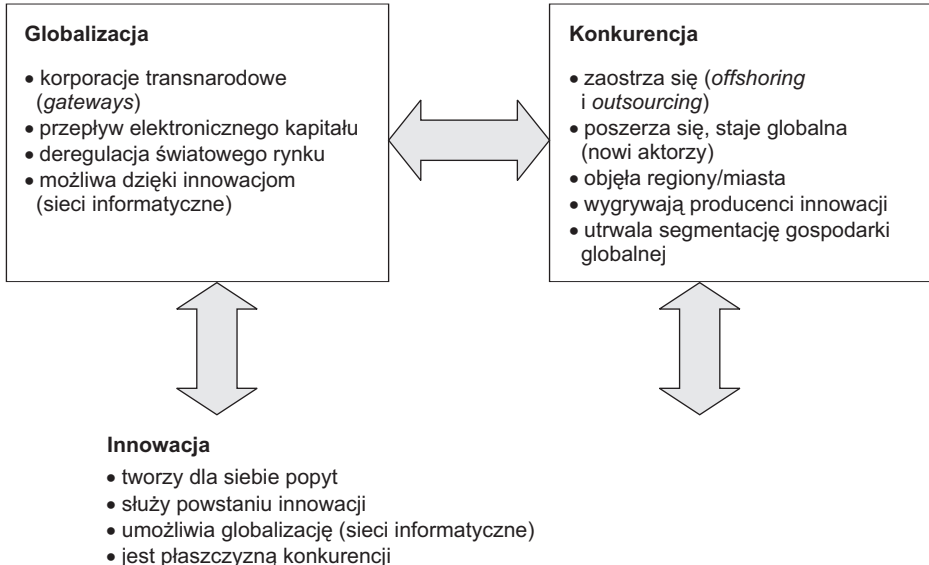 Globalizacja
• korporacje transnarodowe
(gateways)
• przepływ elektronicznego kapitału
• deregulacja światowego rynku
• możliwa dzięki innowacjom
(sieci informatyczne)
Konkurencja
• zaostrza się (offshoring
i outsourcing)
• poszerza się, staje globalna
(nowi aktorzy)
• objęła regiony/miasta
• wygrywają producenci innowacji
• utrwala segmentację gospodarki
globalnej
Innowacja
• tworzy dla siebie popyt
• służy powstaniu innowacji
• umożliwia globalizację (sieci informatyczne)
• jest płaszczyzną konkurencji